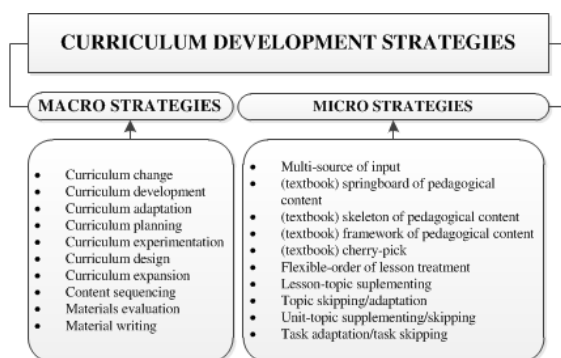 CURRICULUM DEVELOPMENT STRATEGIES
MACRO STRATEGIES
MICRO STRATEGIES
• Curriculum change
• Curriculum development
• Curriculum adaptation
• Curriculum planning
• Curriculum experimentation
• Curriculum design
• Curriculum expansion
• Content sequencing
• Materials evaluation
• Material writing
• Multi-source of input
• (textbook) springboard of pedagogical
content
• (textbook) skeleton of pedagogical content
• (textbook) framework of pedagogical content
• (textbook) cherry-pick
• Flexible-order of lesson treatment
• Lesson-topic suplementing
• Topic skipping/adaptation
• Unit-topic supplementing/skipping
• Task adaptation/task skipping